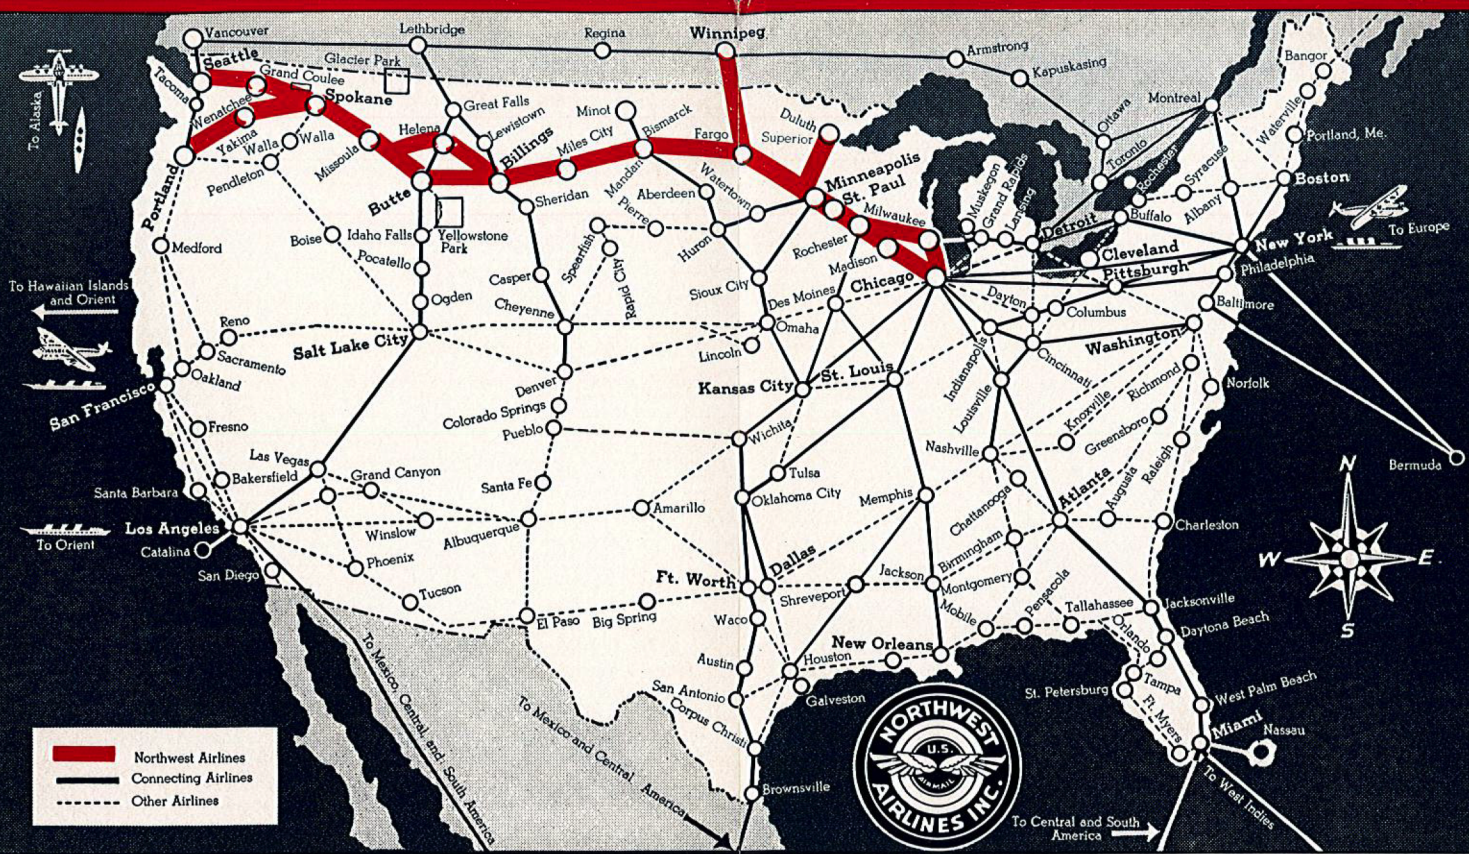 Vancouver
Lethbridge
Regina
Winnipeg
Armstrong
Kapuskasing
Bangor
Seattle
Glacier Park
Grand Coulee
Tacoma
Wenatchee
Spokane
Great Falls
Minot
Duluth
Superior
Montreal
Ottawa
Waterville
To Alaska
Yakima
Walla
Walla
Helena
Lewistown
Bismarck
Fargo
Portland, Me.
Toronto
Rochester
Syracuse
Missoula
Billings
Miles City
Mandan
Minneapolis
St. Paul
Muskegon
Grand Rapids
Lansing
Pendleton
Portland
Butte
Sheridan
Aberdeen
Watertown
Milwaukee
Boston
Albany
Buffalo
Detroit
Pierre
Spearfish
Huron
Rochester
Madison
To Europe
Medford
Boise
Idaho Falls
Yellowstone
Park
Cleveland
New York
Pocatello
Casper
Rapid City
Sioux City
Chicago
Pittsburgh
Philadelphia
To Hawaiian Islands
and Orient
Ogden
Cheyenne
Des Moines
Dayton
Columbus
Baltimore
Reno
Salt Lake City
Omaha
Lincoln
Indianapolis
Washington
Sacramento
Oakland
San Francisco
Denver
Kansas City
St. Louis
Cincinnati
Louisville
Richmond
Norfolk
Colorado Springs
Pueblo
Wichita
Knoxville
Greensboro
Raleigh
Fresno
Nashville
Bermuda
Las Vegas
Grand Canyon
Bakersfield
Santa Fe
Tulsa
Santa Barbara
Oklahoma City
Memphis
Chattanooga
Atlanta
Augusta
Los Angeles
Winslow
Albuquerque
Amarillo
Charleston
To Orient
Catalina
Phoenix
Dallas
Birmingham
San Diego
Ft. Worth
Shreveport
Jackson
Montgomery
Tucson
El Paso
Big Spring
Waco
Mobile
Pensacola
Tallahassee
Jacksonville
Daytona Beach
Orlando
Austin
Houston
New Orleans
San Antonio
Galveston
St. Petersburg
Tampa
West Palm Beach
Corpus Christi
Ft. Myers
Miami
Nassau
Brownsville
To Mexico, Central, and South America
To Mexico and Central America
To West Indies
To Central and South
America
N
W
E.
S
NORTHWEST
U.S.
AIR MAIL
AIRLINES INC.
Northwest Airlines
Connecting Airlines
Other Airlines